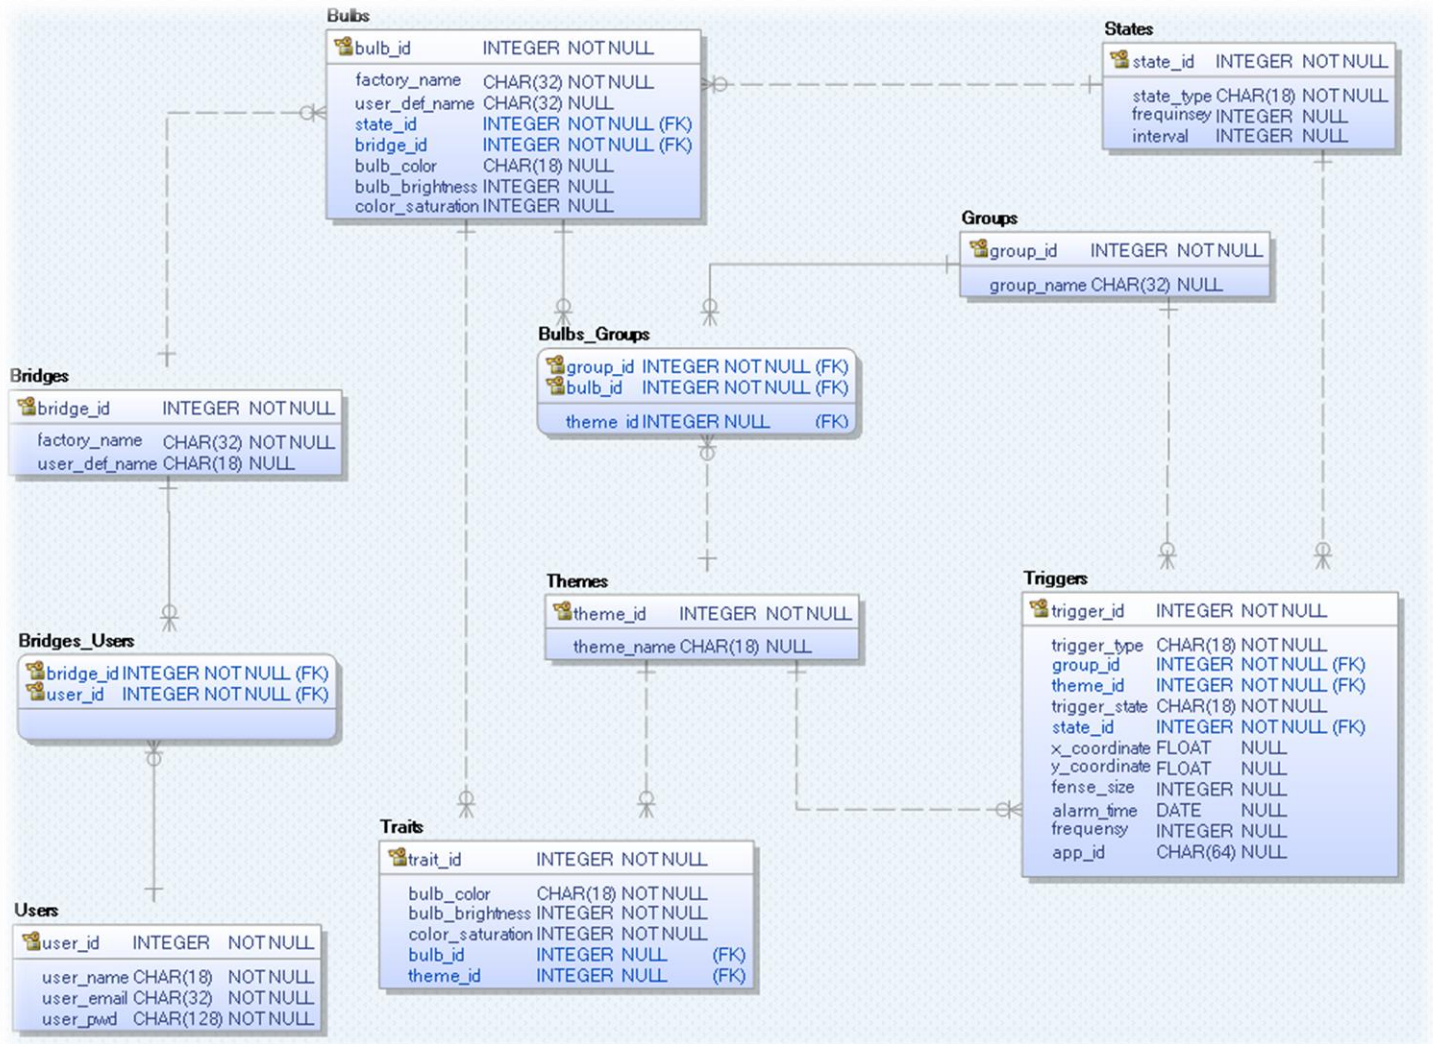 Bulbs
bulb_id INTEGER NOT NULL
factory_name CHAR(32) NOT NULL
user_def_name CHAR(32) NULL
state_id INTEGER NOT NULL (FK)
bridge_id INTEGER NOT NULL (FK)
bulb_color CHAR(18) NULL
bulb_brightness INTEGER NULL
color_saturation INTEGER NULL
States
state_id INTEGER NOT NULL
state_type CHAR(18) NOT NULL
frequinsey INTEGER NULL
interval INTEGER NULL
Groups
group_id INTEGER NOT NULL
group_name CHAR(32) NULL
Bulbs_Groups
group_id INTEGER NOT NULL (FK)
bulb_id INTEGER NOT NULL (FK)
theme_id INTEGER NULL (FK)
Bridges
bridge_id INTEGER NOT NULL
factory_name CHAR(32) NOT NULL
user_def_name CHAR(18) NULL
Themes
theme_id INTEGER NOT NULL
theme_name CHAR(18) NULL
Triggers
trigger_id INTEGER NOT NULL
trigger_type CHAR(18) NOT NULL
group_id INTEGER NOT NULL (FK)
theme_id INTEGER NOT NULL (FK)
trigger_state CHAR(18) NOT NULL
state_id INTEGER NOT NULL (FK)
x_coordinate FLOAT NULL
y_coordinate FLOAT NULL
fense_size INTEGER NULL
alarm_time DATE NULL
frequensy INTEGER NULL
app_id CHAR(64) NULL
Bridges_Users
bridge_id INTEGER NOT NULL (FK)
user_id INTEGER NOT NULL (FK)
Traits
trait_id INTEGER NOT NULL
bulb_color CHAR(18) NOT NULL
bulb_brightness INTEGER NOT NULL
color_saturation INTEGER NOT NULL
bulb_id INTEGER NULL (FK)
theme_id INTEGER NULL (FK)
Users
user_id INTEGER NOT NULL
user_name CHAR(18) NOT NULL
user_email CHAR(32) NOT NULL
user_pwd CHAR(128) NOT NULL